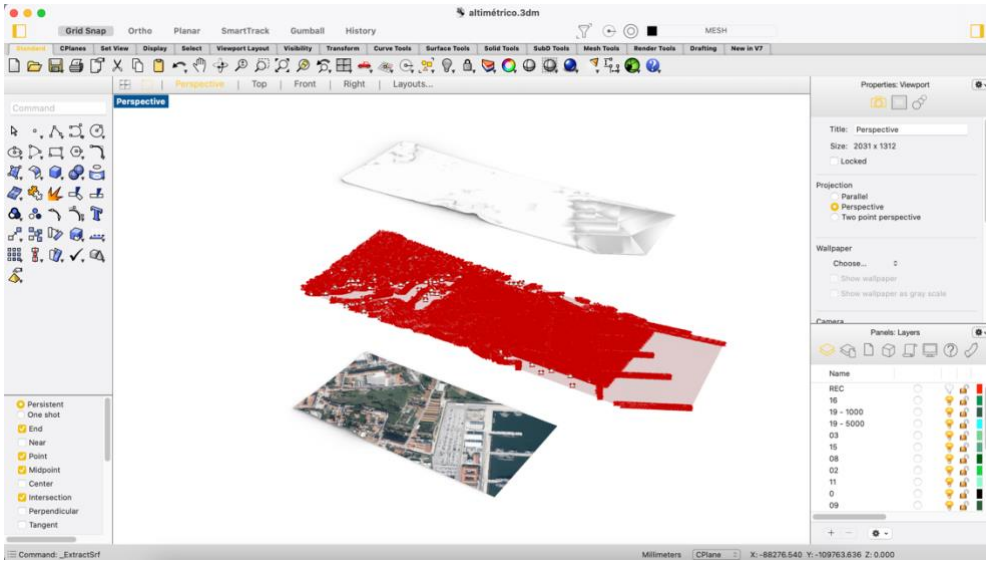 altimétrico.3dm
Grid Snap Ortho Planar SmartTrack Gumball History MESH
Standard CPlanes Set View Display Select Viewport Layout Visibility Transform Curve Tools Surface Tools Solid Tools SubD Tools Mesh Tools Render Tools Drafting New in V7
Perspective | Top | Front | Right | Layouts...
Properties: Viewport
Command
Perspective
Title: Perspective
Size: 2031 x 1312
Locked
Projection
Parallel
Perspective
Two point perspective
Wallpaper
Choose...
Show wallpaper
Show wallpaper as gray scale
Camera
Panels: Layers
Name
REC
16
19 - 1000
19 - 5000
03
15
08
02
11
0
09
Persistent
One shot
End
Near
Point
Midpoint
Center
Intersection
Perpendicular
Tangent
Command: _ExtractSrf
Millimeters CPlane X: -88276.540 Y: -109763.636 Z: 0.000